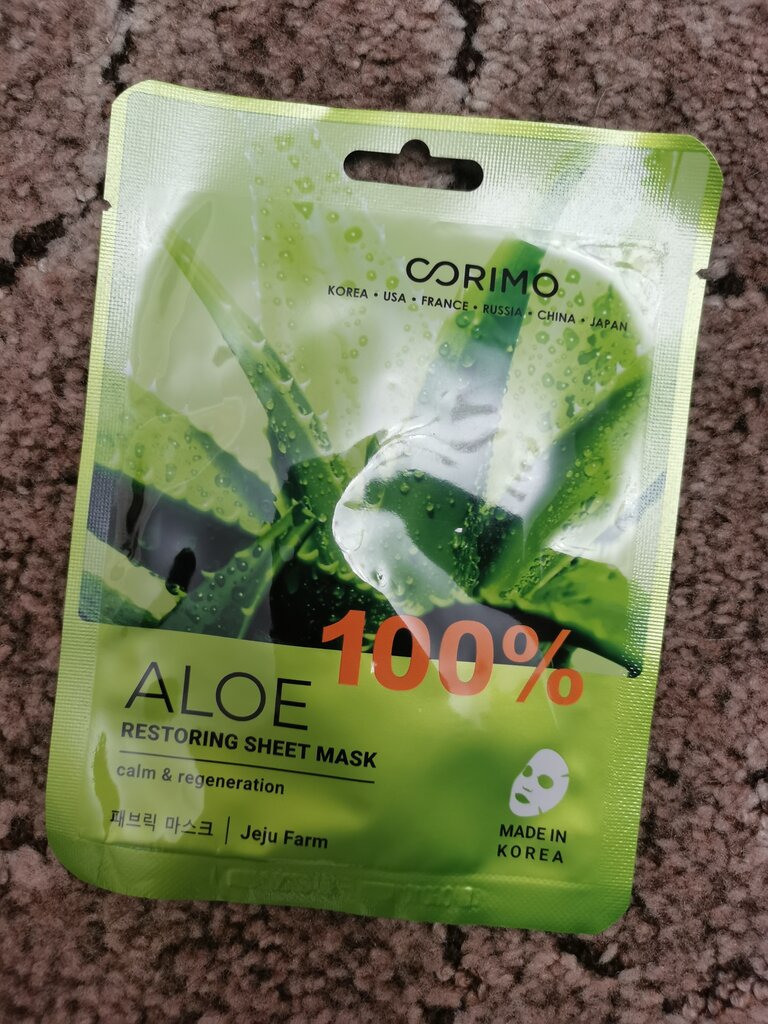 CORIMO
KOREA • USA • FRANCE • RUSSIA • CHINA • JAPAN
100%
ALOE
RESTORING SHEET MASK
calm & regeneration
패브릭 마스크 | Jeju Farm
MADE IN
KOREA